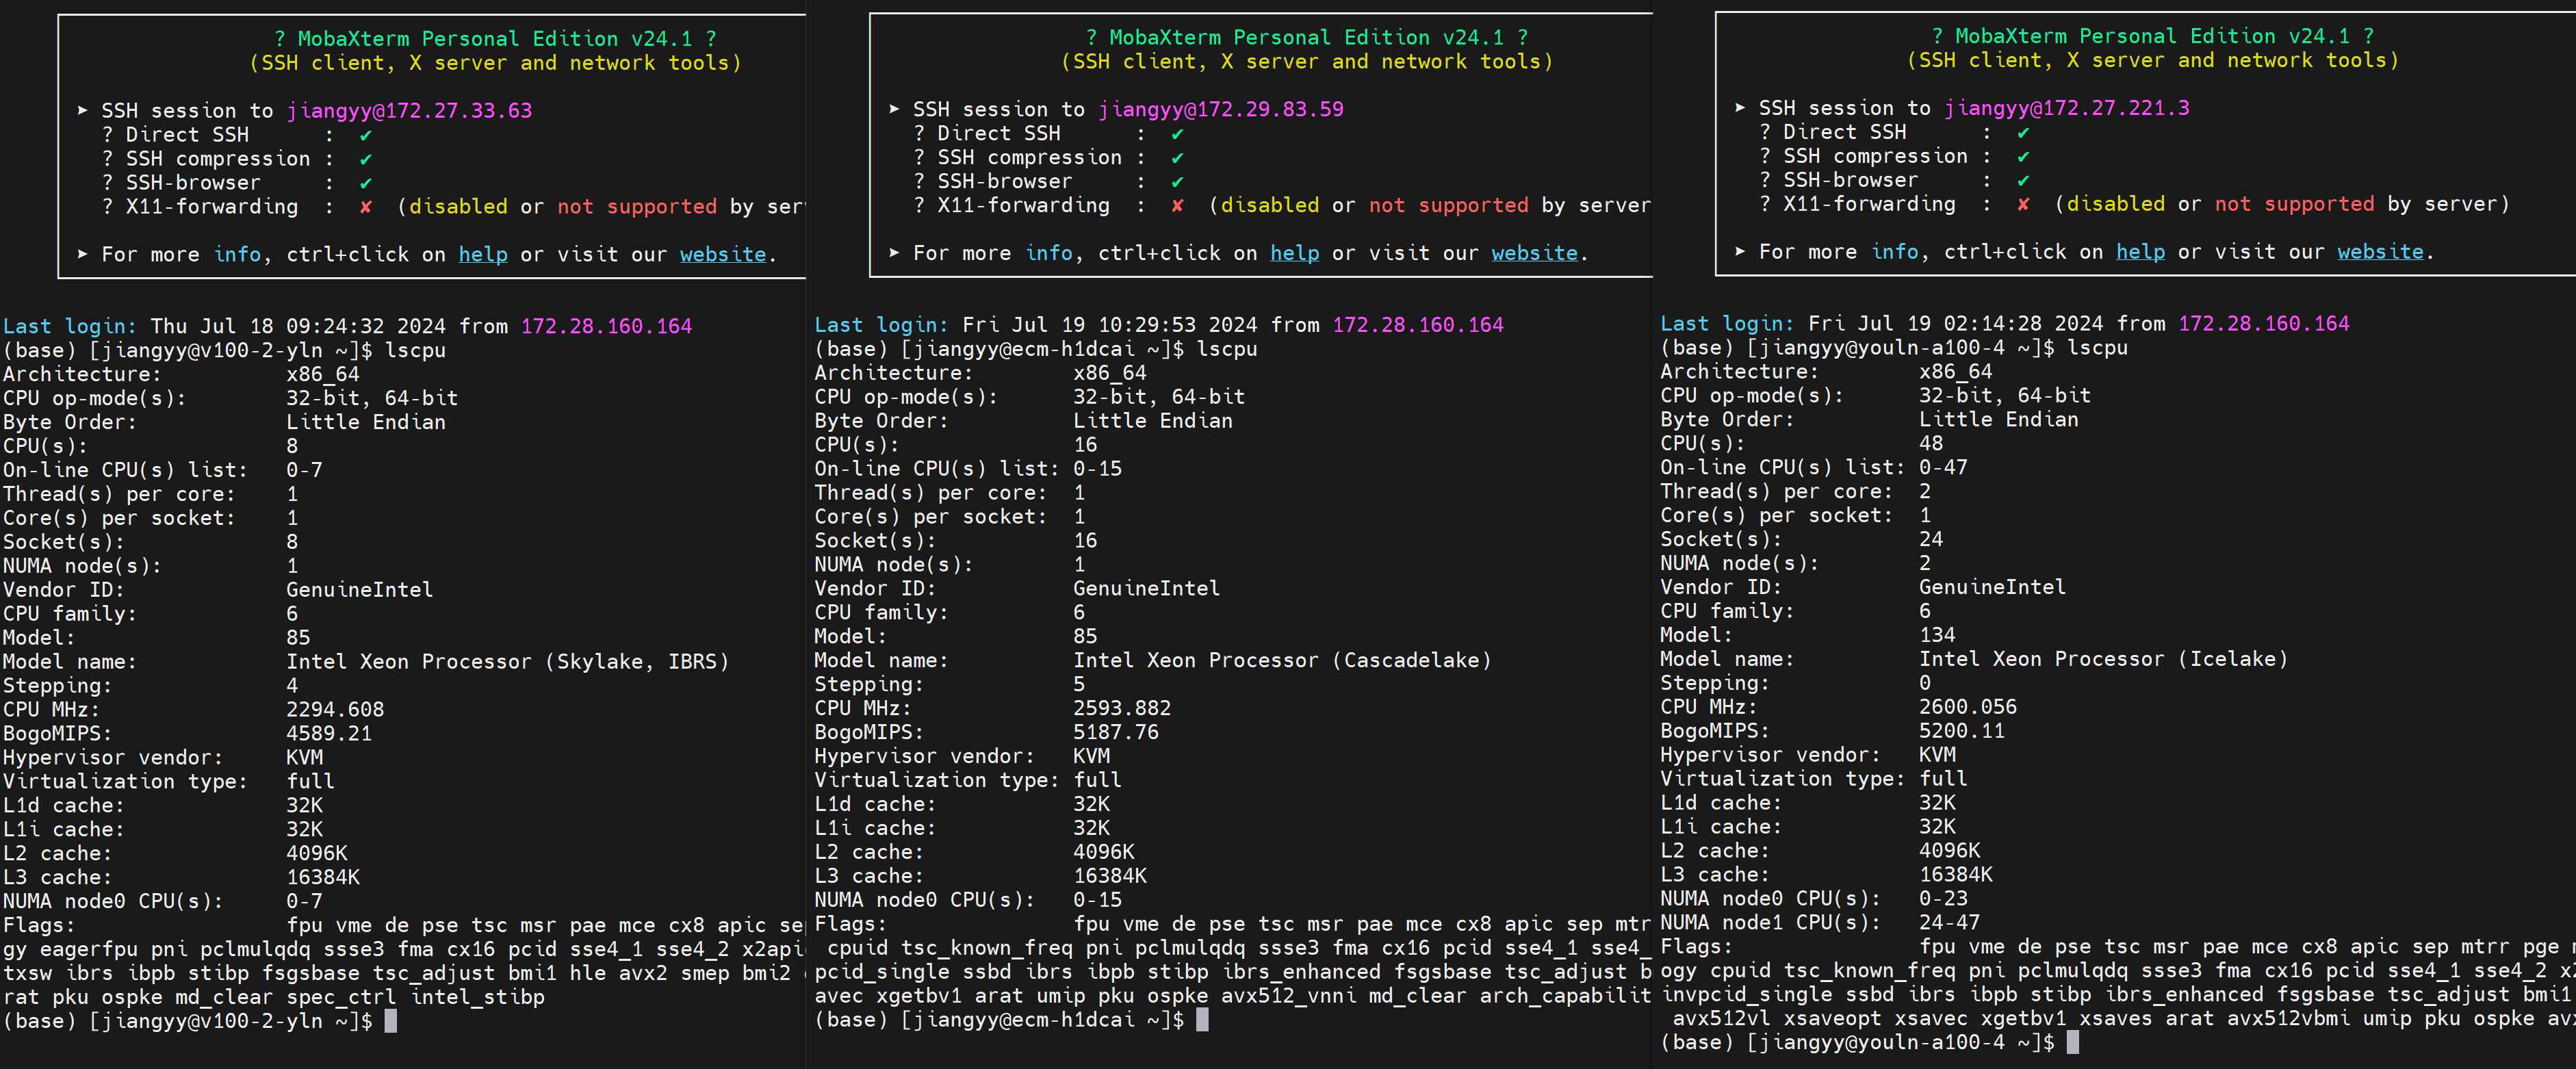 ? MobaXterm Personal Edition v24.1 ?
(SSH client, X server and network tools)
➤ SSH session to jiangyy@172.27.33.63
? Direct SSH      :  ✔
? SSH compression :  ✔
? SSH-browser     :  ✔
? X11-forwarding  :  ✘  (disabled or not supported by ser
➤ For more info, ctrl+click on help or visit our website.
Last login: Thu Jul 18 09:24:32 2024 from 172.28.160.164
(base) [jiangyy@v100-2-yln ~]$ lscpu
Architecture:          x86_64
CPU op-mode(s):        32-bit, 64-bit
Byte Order:            Little Endian
CPU(s):                8
On-line CPU(s) list:   0-7
Thread(s) per core:    1
Core(s) per socket:    1
Socket(s):             8
NUMA node(s):          1
Vendor ID:             GenuineIntel
CPU family:            6
Model:                 85
Model name:            Intel Xeon Processor (Skylake, IBRS)
Stepping:              4
CPU MHz:               2294.608
BogoMIPS:              4589.21
Hypervisor vendor:     KVM
Virtualization type:   full
L1d cache:             32K
L1i cache:             32K
L2 cache:              4096K
L3 cache:              16384K
NUMA node0 CPU(s):     0-7
Flags:                 fpu vme de pse tsc msr pae mce cx8 apic sep
gy eagerfpu pni pclmulqdq ssse3 fma cx16 pcid sse4_1 sse4_2 x2apic
txsw ibrs ibpb stibp fsgsbase tsc_adjust bmi1 hle avx2 smep bmi2
rat pku ospke md_clear spec_ctrl intel_stibp
(base) [jiangyy@v100-2-yln ~]$
? MobaXterm Personal Edition v24.1 ?
(SSH client, X server and network tools)
➤ SSH session to jiangyy@172.29.83.59
? Direct SSH      :  ✔
? SSH compression :  ✔
? SSH-browser     :  ✔
? X11-forwarding  :  ✘  (disabled or not supported by server
➤ For more info, ctrl+click on help or visit our website.
Last login: Fri Jul 19 10:29:53 2024 from 172.28.160.164
(base) [jiangyy@ecm-h1dcai ~]$ lscpu
Architecture:        x86_64
CPU op-mode(s):      32-bit, 64-bit
Byte Order:          Little Endian
CPU(s):              16
On-line CPU(s) list: 0-15
Thread(s) per core:  1
Core(s) per socket:  1
Socket(s):           16
NUMA node(s):        1
Vendor ID:           GenuineIntel
CPU family:          6
Model:               85
Model name:          Intel Xeon Processor (Cascadelake)
Stepping:            5
CPU MHz:             2593.882
BogoMIPS:            5187.76
Hypervisor vendor:   KVM
Virtualization type: full
L1d cache:           32K
L1i cache:           32K
L2 cache:            4096K
L3 cache:            16384K
NUMA node0 CPU(s):   0-15
Flags:               fpu vme de pse tsc msr pae mce cx8 apic sep mtr
cpuid tsc_known_freq pni pclmulqdq ssse3 fma cx16 pcid sse4_1 sse4_
pcid_single ssbd ibrs ibpb stibp ibrs_enhanced fsgsbase tsc_adjust b
avec xgetbv1 arat umip pku ospke avx512_vnni md_clear arch_capabilit
(base) [jiangyy@ecm-h1dcai ~]$
? MobaXterm Personal Edition v24.1 ?
(SSH client, X server and network tools)
➤ SSH session to jiangyy@172.27.221.3
? Direct SSH      :  ✔
? SSH compression :  ✔
? SSH-browser     :  ✔
? X11-forwarding  :  ✘  (disabled or not supported by server)
➤ For more info, ctrl+click on help or visit our website.
Last login: Fri Jul 19 02:14:28 2024 from 172.28.160.164
(base) [jiangyy@youln-a100-4 ~]$ lscpu
Architecture:        x86_64
CPU op-mode(s):      32-bit, 64-bit
Byte Order:          Little Endian
CPU(s):              48
On-line CPU(s) list: 0-47
Thread(s) per core:  2
Core(s) per socket:  1
Socket(s):           24
NUMA node(s):        2
Vendor ID:           GenuineIntel
CPU family:          6
Model:               134
Model name:          Intel Xeon Processor (Icelake)
Stepping:            0
CPU MHz:             2600.056
BogoMIPS:            5200.11
Hypervisor vendor:   KVM
Virtualization type: full
L1d cache:           32K
L1i cache:           32K
L2 cache:            4096K
L3 cache:            16384K
NUMA node0 CPU(s):   0-23
NUMA node1 CPU(s):   24-47
Flags:               fpu vme de pse tsc msr pae mce cx8 apic sep mtrr pge
ogy cpuid tsc_known_freq pni pclmulqdq ssse3 fma cx16 pcid sse4_1 sse4_2
invpcid_single ssbd ibrs ibpb stibp ibrs_enhanced fsgsbase tsc_adjust bmi1
avx512vl xsaveopt xsavec xgetbv1 xsaves arat avx512vbmi umip pku ospke
(base) [jiangyy@youln-a100-4 ~]$